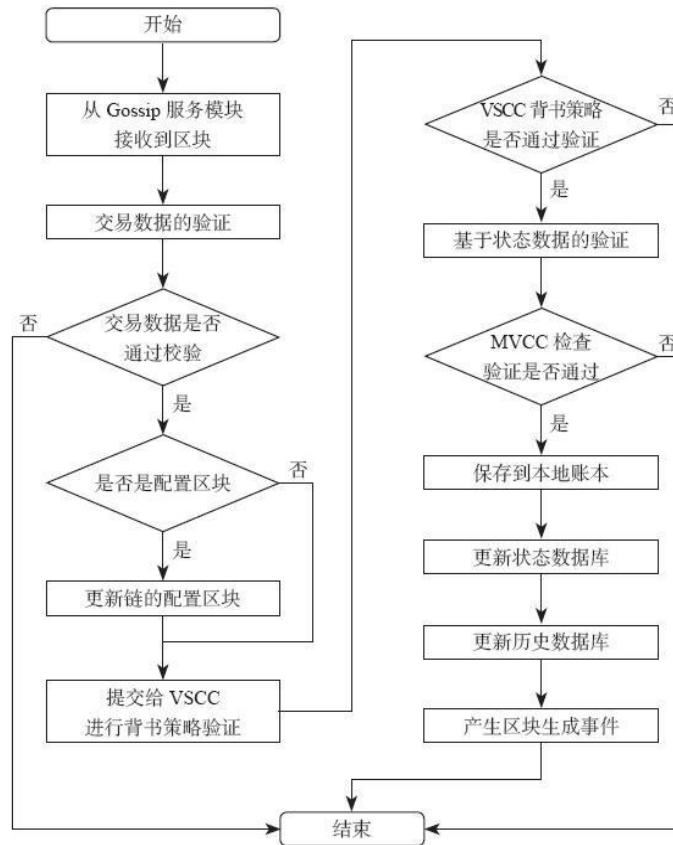 开始
从 Gossip 服务模块
接收到区块
交易数据的验证
否
交易数据是否
通过校验
是
是否是配置区块
否
是
更新链的配置区块
提交给 VSCC
进行背书策略验证
VSCC 背书策略
是否通过验证
否
是
基于状态数据的验证
MVCC 检查
验证是否通过
否
是
保存到本地账本
更新状态数据库
更新历史数据库
产生区块生成事件
结束